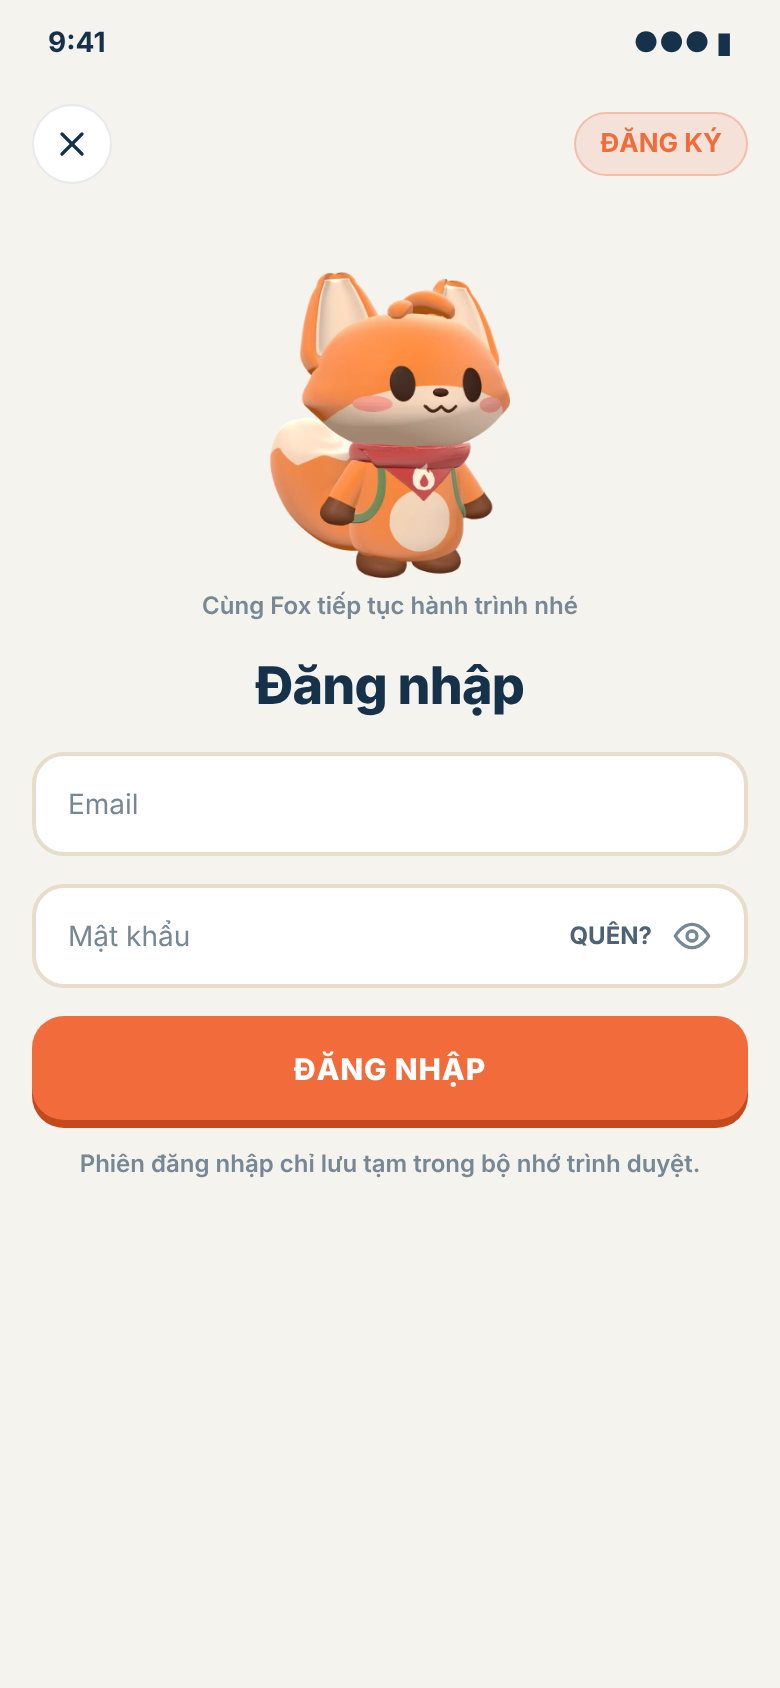 9:41
ĐĂNG KÝ
Cùng Fox tiếp tục hành trình nhé
Đăng nhập
Email
Mật khẩu
QUÊN?
ĐĂNG NHẬP
Phiên đăng nhập chỉ lưu tạm trong bộ nhớ trình duyệt.